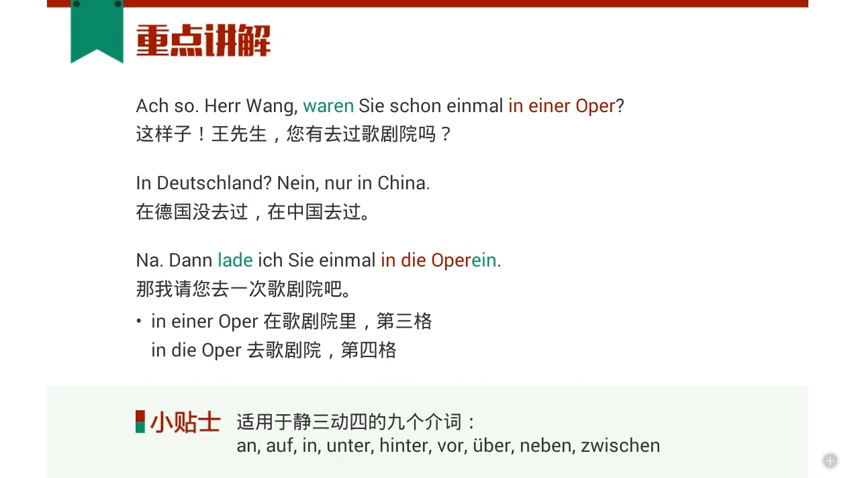 重点讲解
Ach so. Herr Wang, waren Sie schon einmal in einer Oper?
这样子！王先生，您有去过歌剧院吗？
In Deutschland? Nein, nur in China.
在德国没去过，在中国去过。
Na. Dann lade ich Sie einmal in die Operein.
那我请您去一次歌剧院吧。
• in einer Oper 在歌剧院里，第三格
in die Oper 去歌剧院，第四格
小贴士 适用于静三动四的九个介词：
an, auf, in, unter, hinter, vor, über, neben, zwischen